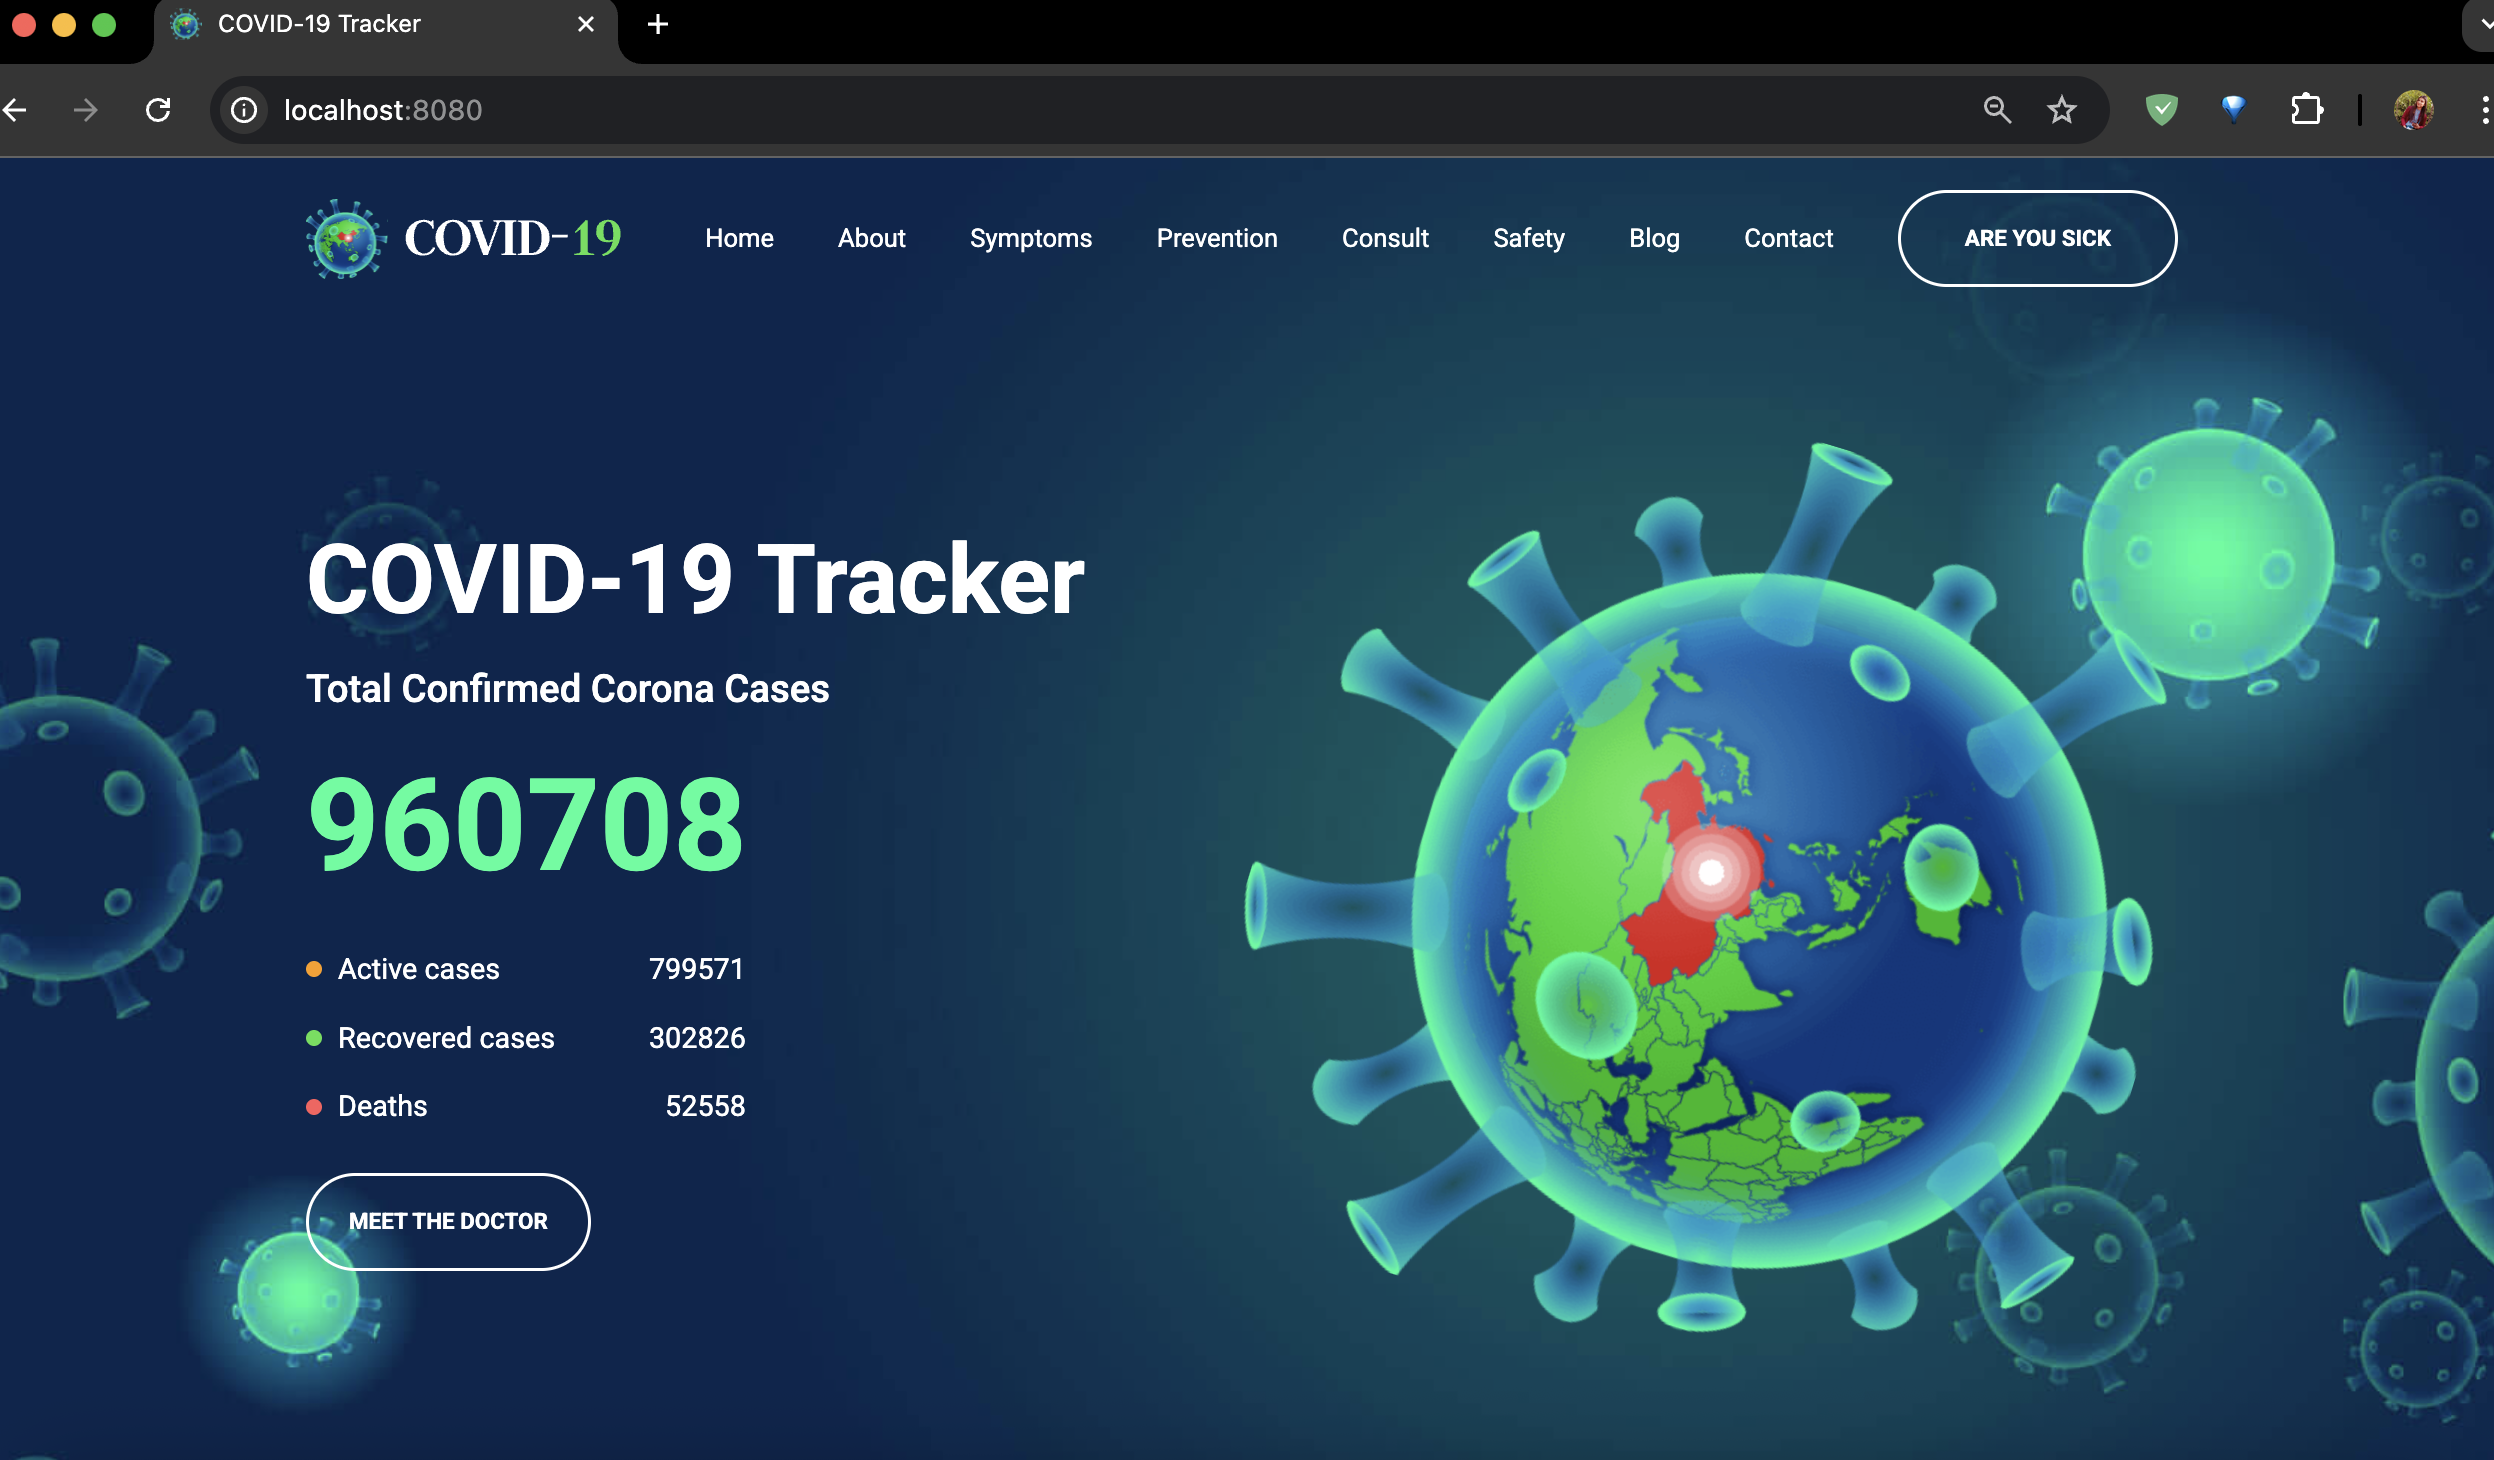 COVID-19 Tracker
localhost:8080
COVID-19 Home About Symptoms Prevention Consult Safety Blog Contact ARE YOU SICK
COVID-19 Tracker
Total Confirmed Corona Cases
960708
Active cases 799571
Recovered cases 302826
Deaths 52558
MEET THE DOCTOR